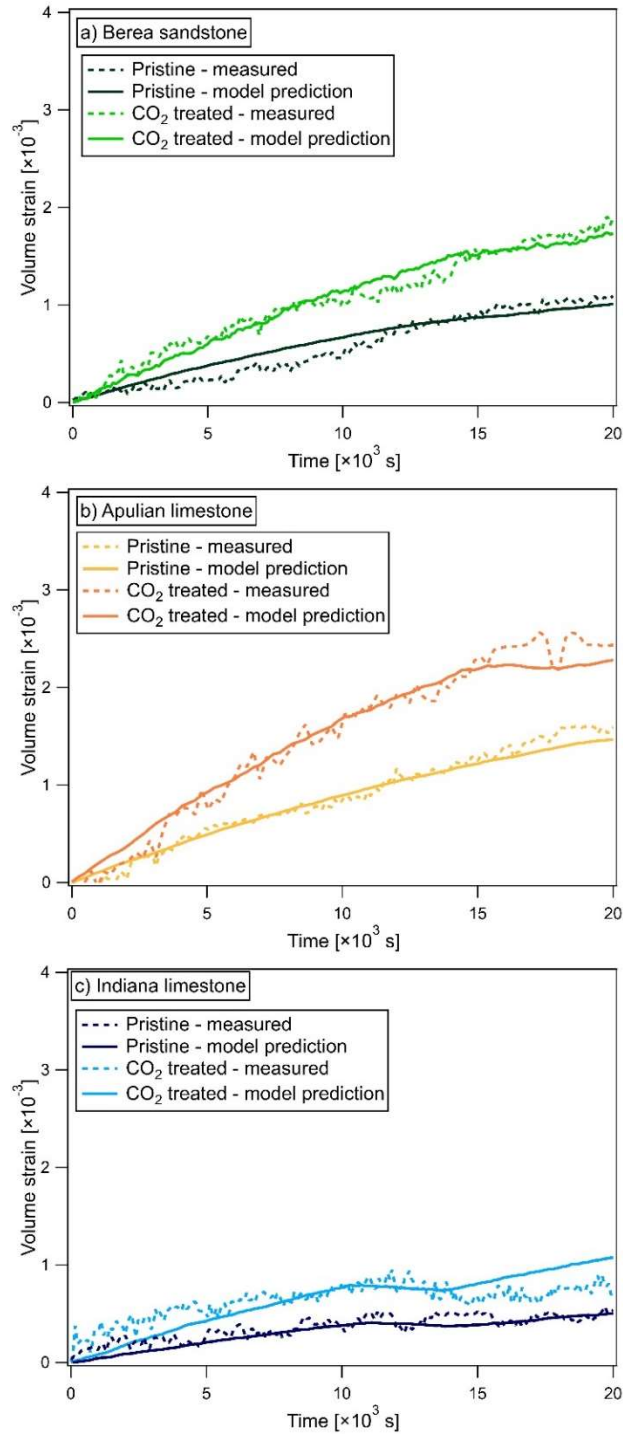 a) Berea sandstone
Pristine - measured
Pristine - model prediction
CO₂ treated - measured
CO₂ treated - model prediction
Volume strain [×10⁻³]
4
3
2
1
0
0
5
10
15
20
Time [×10³ s]
b) Apulian limestone
Pristine - measured
Pristine - model prediction
CO₂ treated - measured
CO₂ treated - model prediction
Volume strain [×10⁻³]
4
3
2
1
0
0
5
10
15
20
Time [×10³ s]
c) Indiana limestone
Pristine - measured
Pristine - model prediction
CO₂ treated - measured
CO₂ treated - model prediction
Volume strain [×10⁻³]
4
3
2
1
0
0
5
10
15
20
Time [×10³ s]